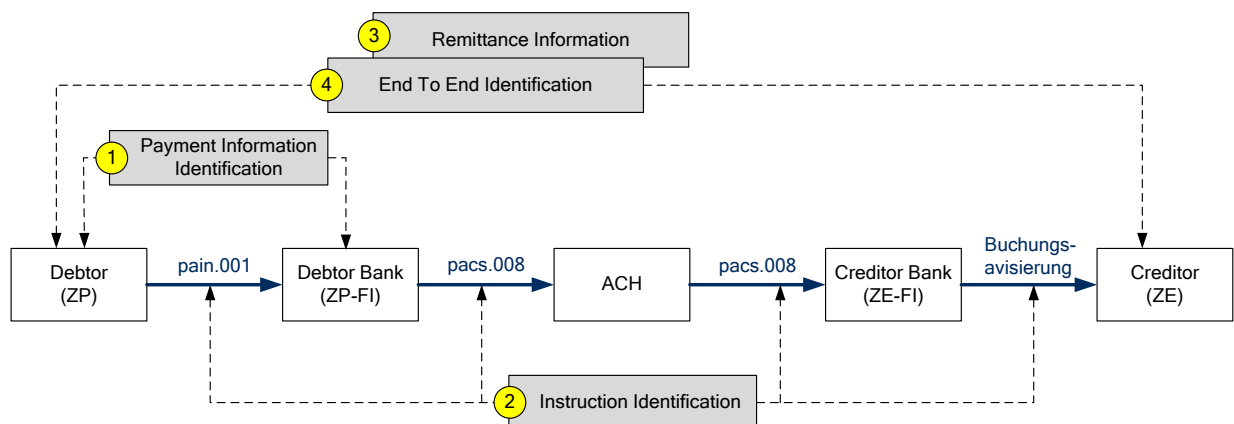 3
Remittance Information
4
End To End Identification
1
Payment Information
Identification
Debtor
(ZP)
pain.001
Debtor Bank
(ZP-FI)
pacs.008
ACH
pacs.008
Creditor Bank
(ZE-FI)
Buchungs-
avisierung
Creditor
(ZE)
2
Instruction Identification